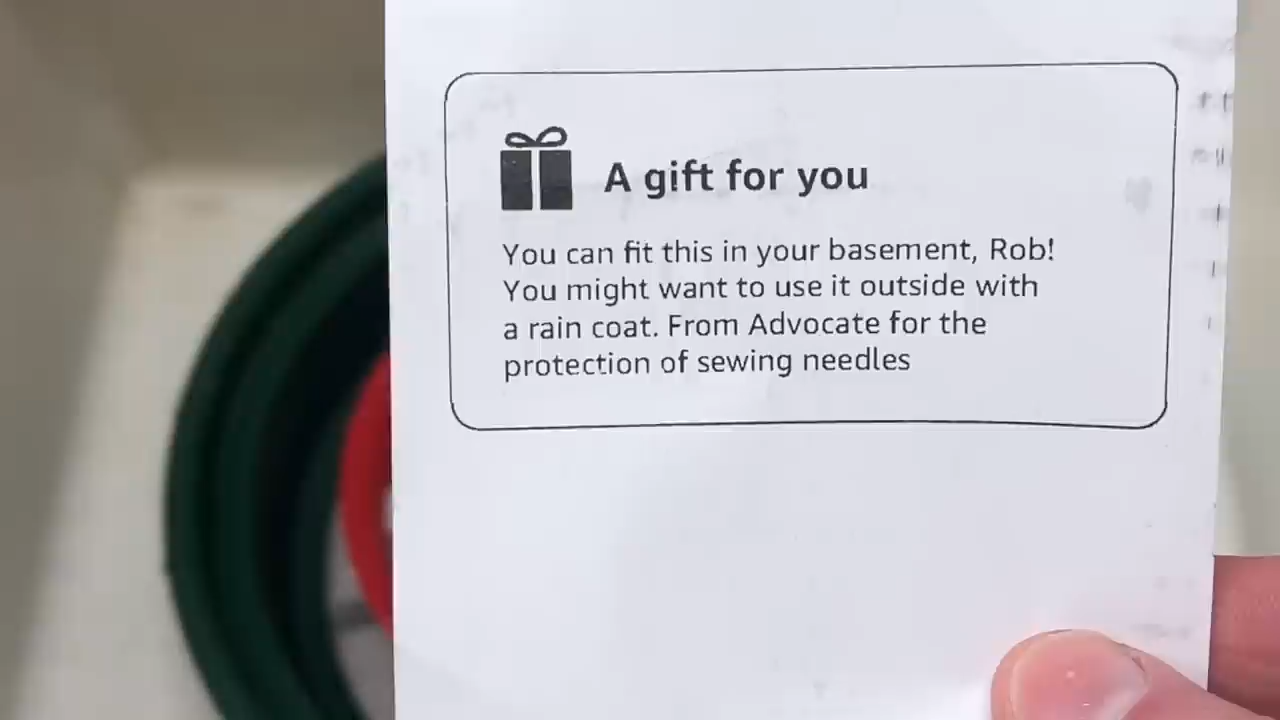 A gift for you
You can fit this in your basement, Rob!
You might want to use it outside with
a rain coat. From Advocate for the
protection of sewing needles